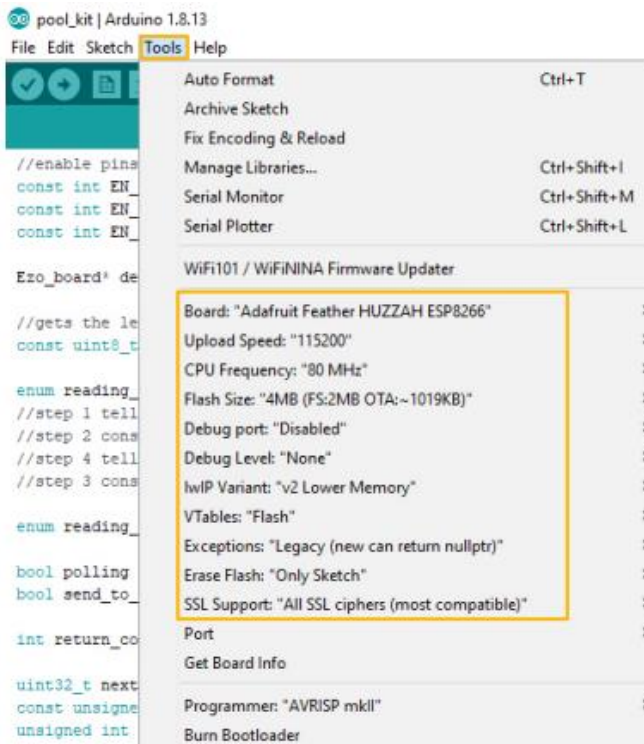 pool_kit | Arduino 1.8.13
File Edit Sketch Tools Help
Auto Format Ctrl+T
Archive Sketch
Fix Encoding & Reload
Manage Libraries... Ctrl+Shift+I
Serial Monitor Ctrl+Shift+M
Serial Plotter Ctrl+Shift+L
WiFi101 / WiFiNINA Firmware Updater
Board: "Adafruit Feather HUZZAH ESP8266"
Upload Speed: "115200"
CPU Frequency: "80 MHz"
Flash Size: "4MB (FS:2MB OTA:~1019KB)"
Debug port: "Disabled"
Debug Level: "None"
lwIP Variant: "v2 Lower Memory"
VTables: "Flash"
Exceptions: "Legacy (new can return nullptr)"
Erase Flash: "Only Sketch"
SSL Support: "All SSL ciphers (most compatible)"
Port
Get Board Info
Programmer: "AVRISP mkII"
Burn Bootloader
//enable pins
const int EN_
const int EN_
const int EN_
Ezo_board* de
//gets the le
const uint8_t
enum reading_
//step 1 tell
//step 2 cons
//step 4 tell
//step 3 cons
enum reading_
bool polling
bool send_to_
int return_co
uint32_t next
const unsigne
unsigned int